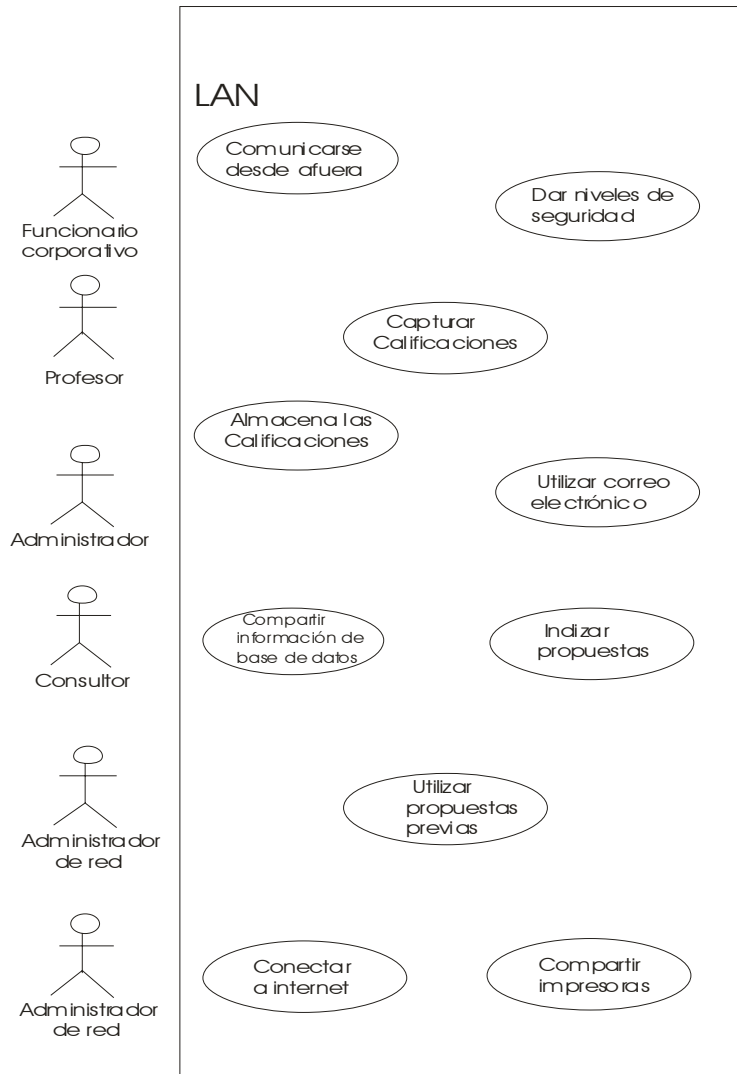 LAN
Comunicarse
desde afuera
Funcionario
corporativo
Dar niveles de
seguridad
Profesor
Capturar
Calificaciones
Almacena las
Calificaciones
Administrador
Utilizar correo
electrónico
Consultor
Compartir
información de
base de datos
Indizar
propuestas
Administrador
de red
Utilizar
propuestas
previas
Administrador
de red
Conectar
a internet
Compartir
impresoras